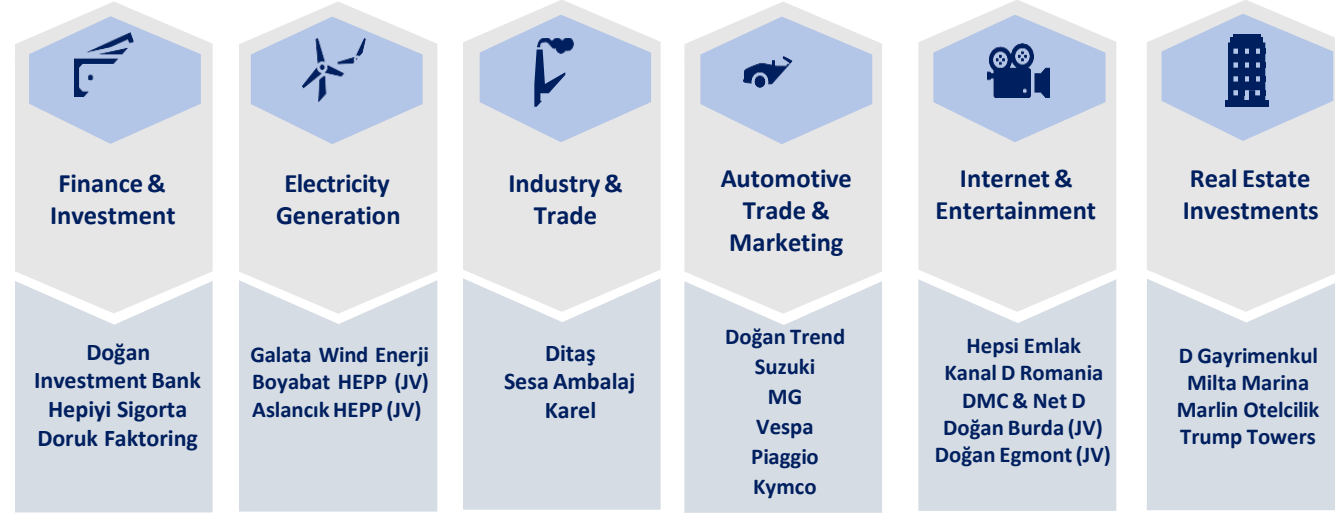 Finance &
Investment
Doğan
Investment Bank
Hepiyi Sigorta
Doruk Faktoring
Electricity
Generation
Galata Wind Enerji
Boyabat HEPP (JV)
Aslancık HEPP (JV)
Industry &
Trade
Ditaş
Sesa Ambalaj
Karel
Automotive
Trade &
Marketing
Doğan Trend
Suzuki
MG
Vespa
Piaggio
Kymco
Internet &
Entertainment
Hepsi Emlak
Kanal D Romania
DMC & Net D
Doğan Burda (JV)
Doğan Egmont (JV)
Real Estate
Investments
D Gayrimenkul
Milta Marina
Marlin Otelcilik
Trump Towers